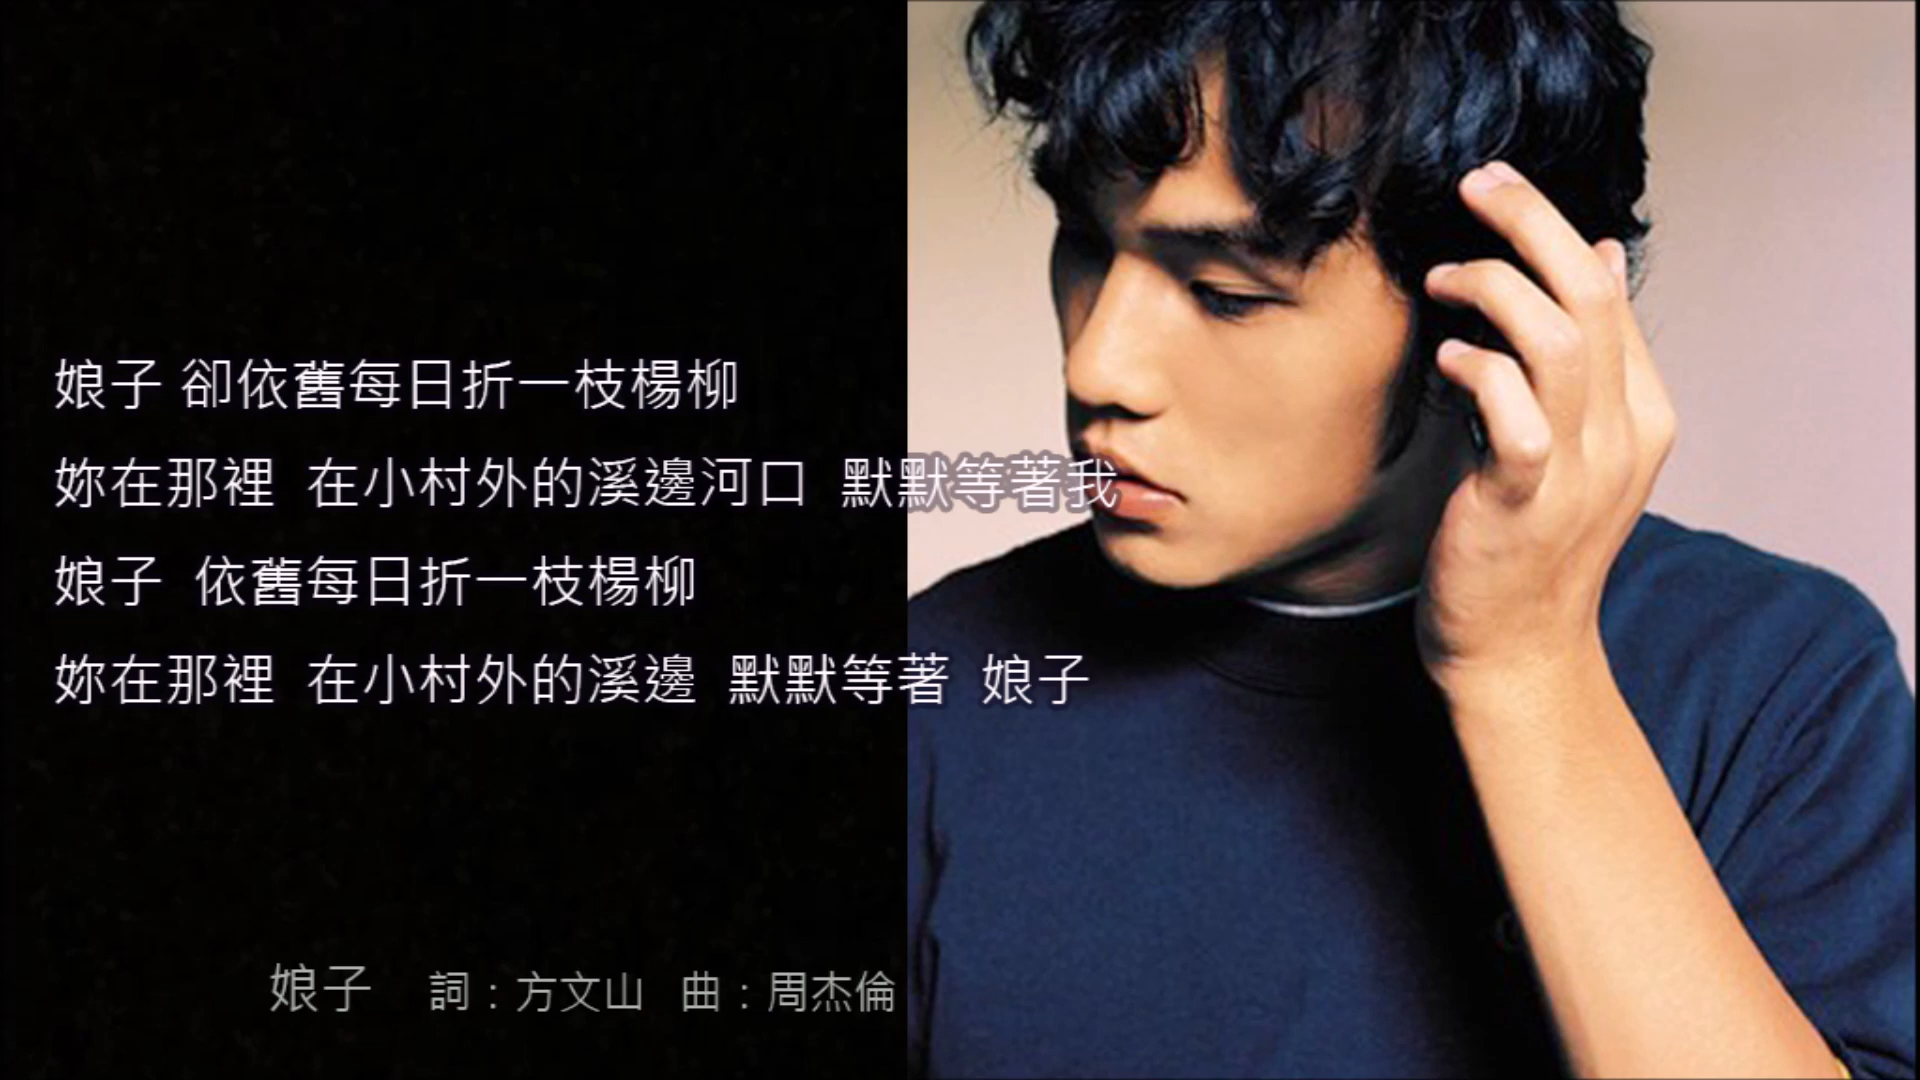 娘子 卻依舊每日折一枝楊柳
妳在那裡 在小村外的溪邊河口 默默等著我
娘子 依舊每日折一枝楊柳
妳在那裡 在小村外的溪邊 默默等著 娘子
娘子 詞：方文山 曲：周杰倫